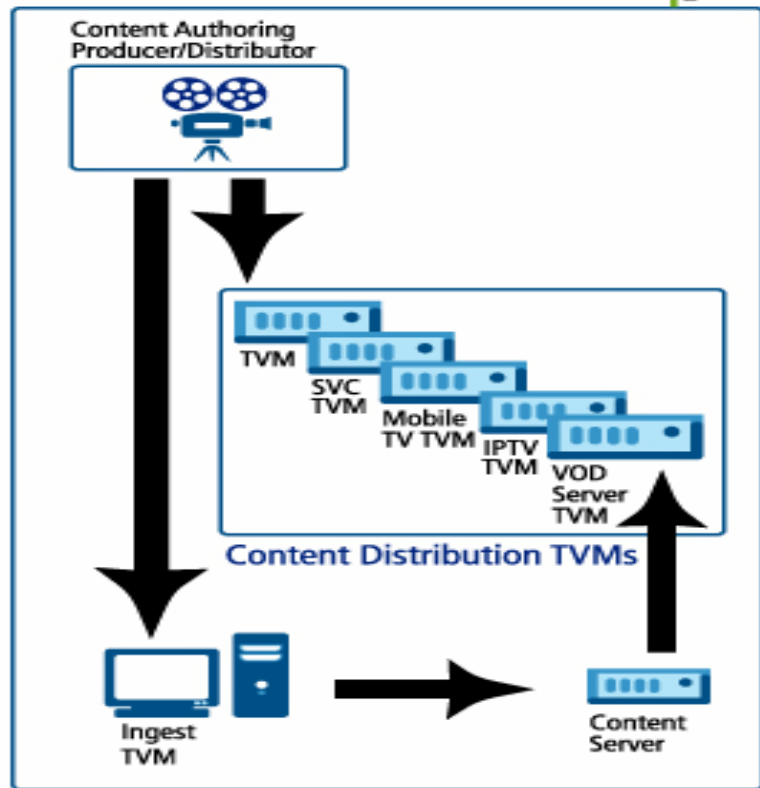 Content Authoring
Producer/Distributor
TVM
SVC
TVM
Mobile
TV TVM
IPTV
TVM
VOD
Server
TVM
Content Distribution TVMs
Ingest
TVM
Content
Server